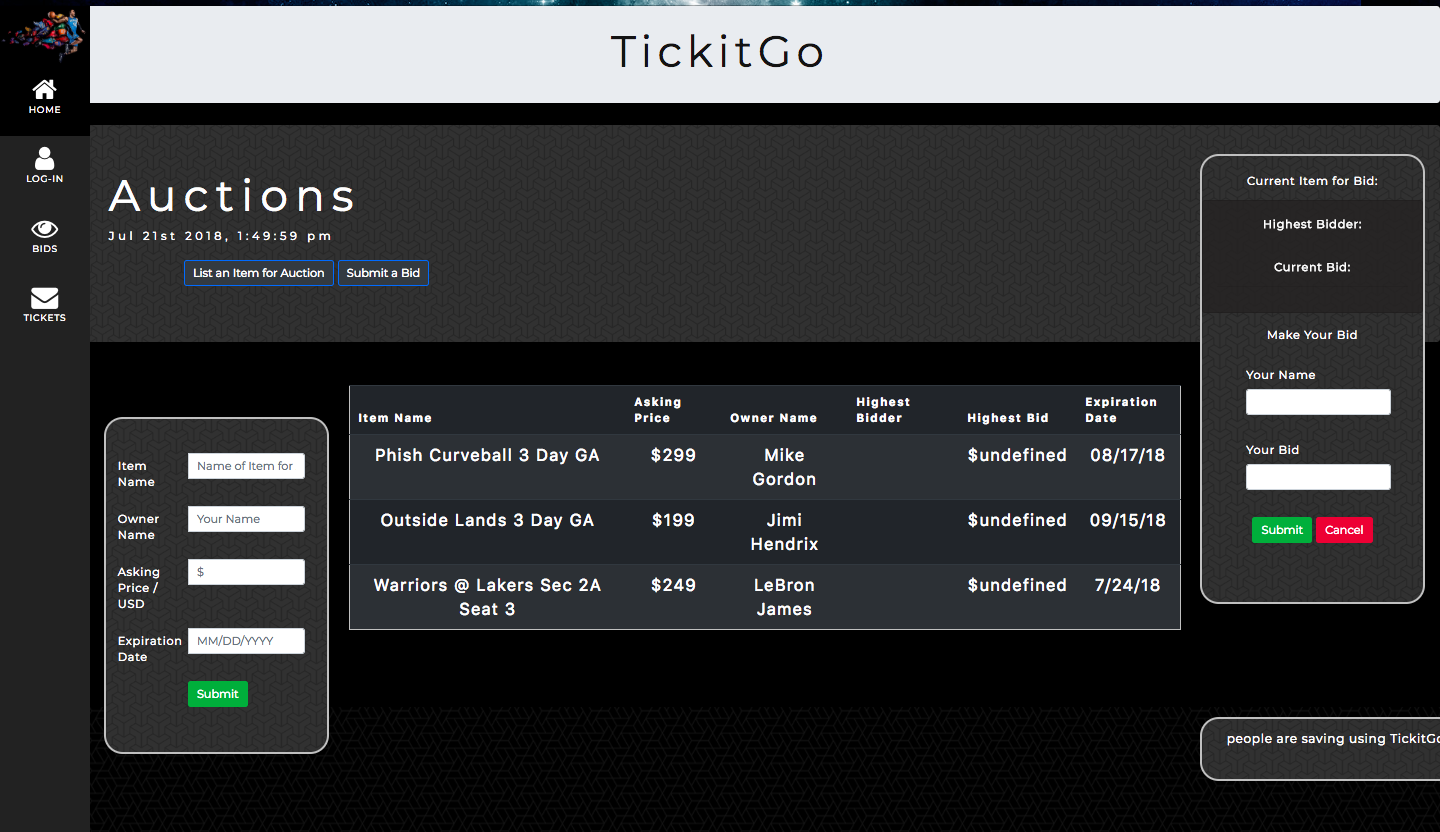 TickitGo
HOME
LOG-IN
BIDS
TICKETS
Auctions
Jul 21st 2018, 1:49:59 pm
List an Item for Auction Submit a Bid
Current Item for Bid:
Highest Bidder:
Current Bid:
Make Your Bid
Your Name
Your Bid
Submit Cancel
Item Name
Name of Item for
Owner Name
Your Name
Asking Price / USD
$
Expiration Date
MM/DD/YYYY
Submit
Item Name Asking Price Owner Name Highest Bidder Highest Bid Expiration Date
Phish Curveball 3 Day GA $299 Mike Gordon $undefined 08/17/18
Outside Lands 3 Day GA $199 Jimi Hendrix $undefined 09/15/18
Warriors @ Lakers Sec 2A Seat 3 $249 LeBron James $undefined 7/24/18
people are saving using TickitGo